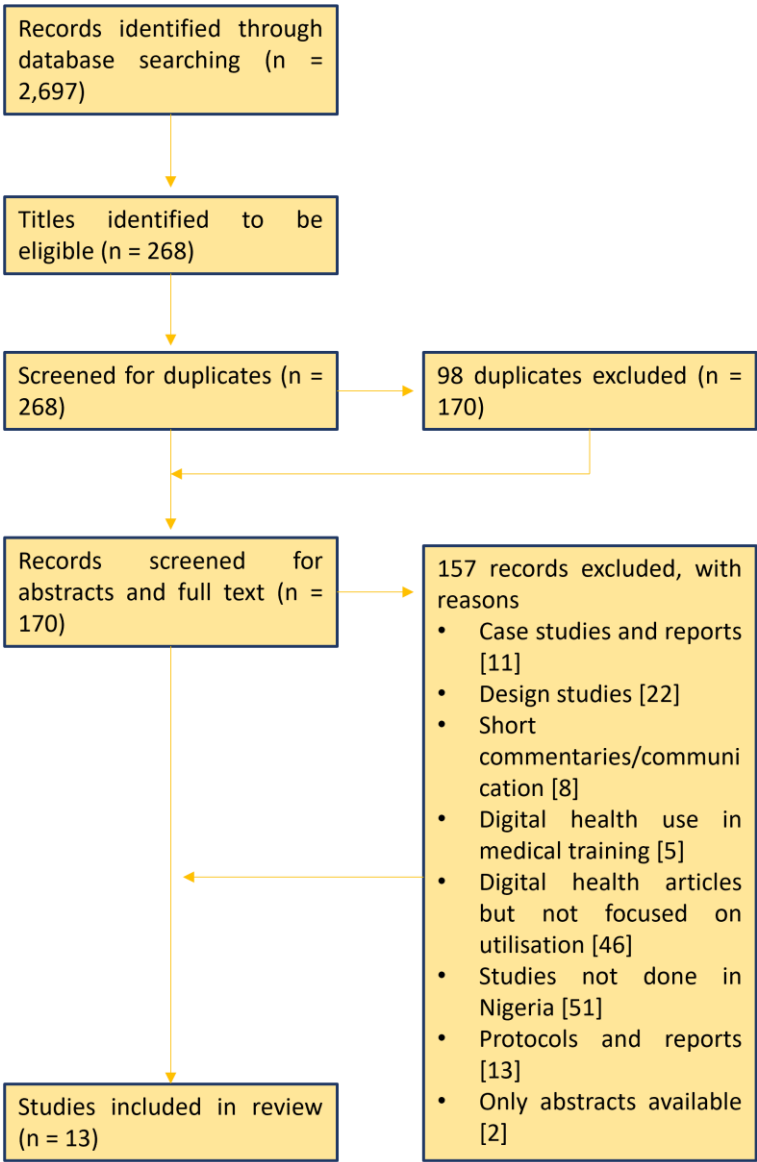 Records identified through
database searching (n =
2,697)
Titles identified to be
eligible (n = 268)
Screened for duplicates (n =
268)
98 duplicates excluded (n =
170)
Records screened for
abstracts and full text (n =
170)
157 records excluded, with
reasons
• Case studies and reports
[11]
• Design studies [22]
• Short
commentaries/communi
cation [8]
• Digital health use in
medical training [5]
• Digital health articles
but not focused on
utilisation [46]
• Studies not done in
Nigeria [51]
• Protocols and reports
[13]
• Only abstracts available
[2]
Studies included in review
(n = 13)